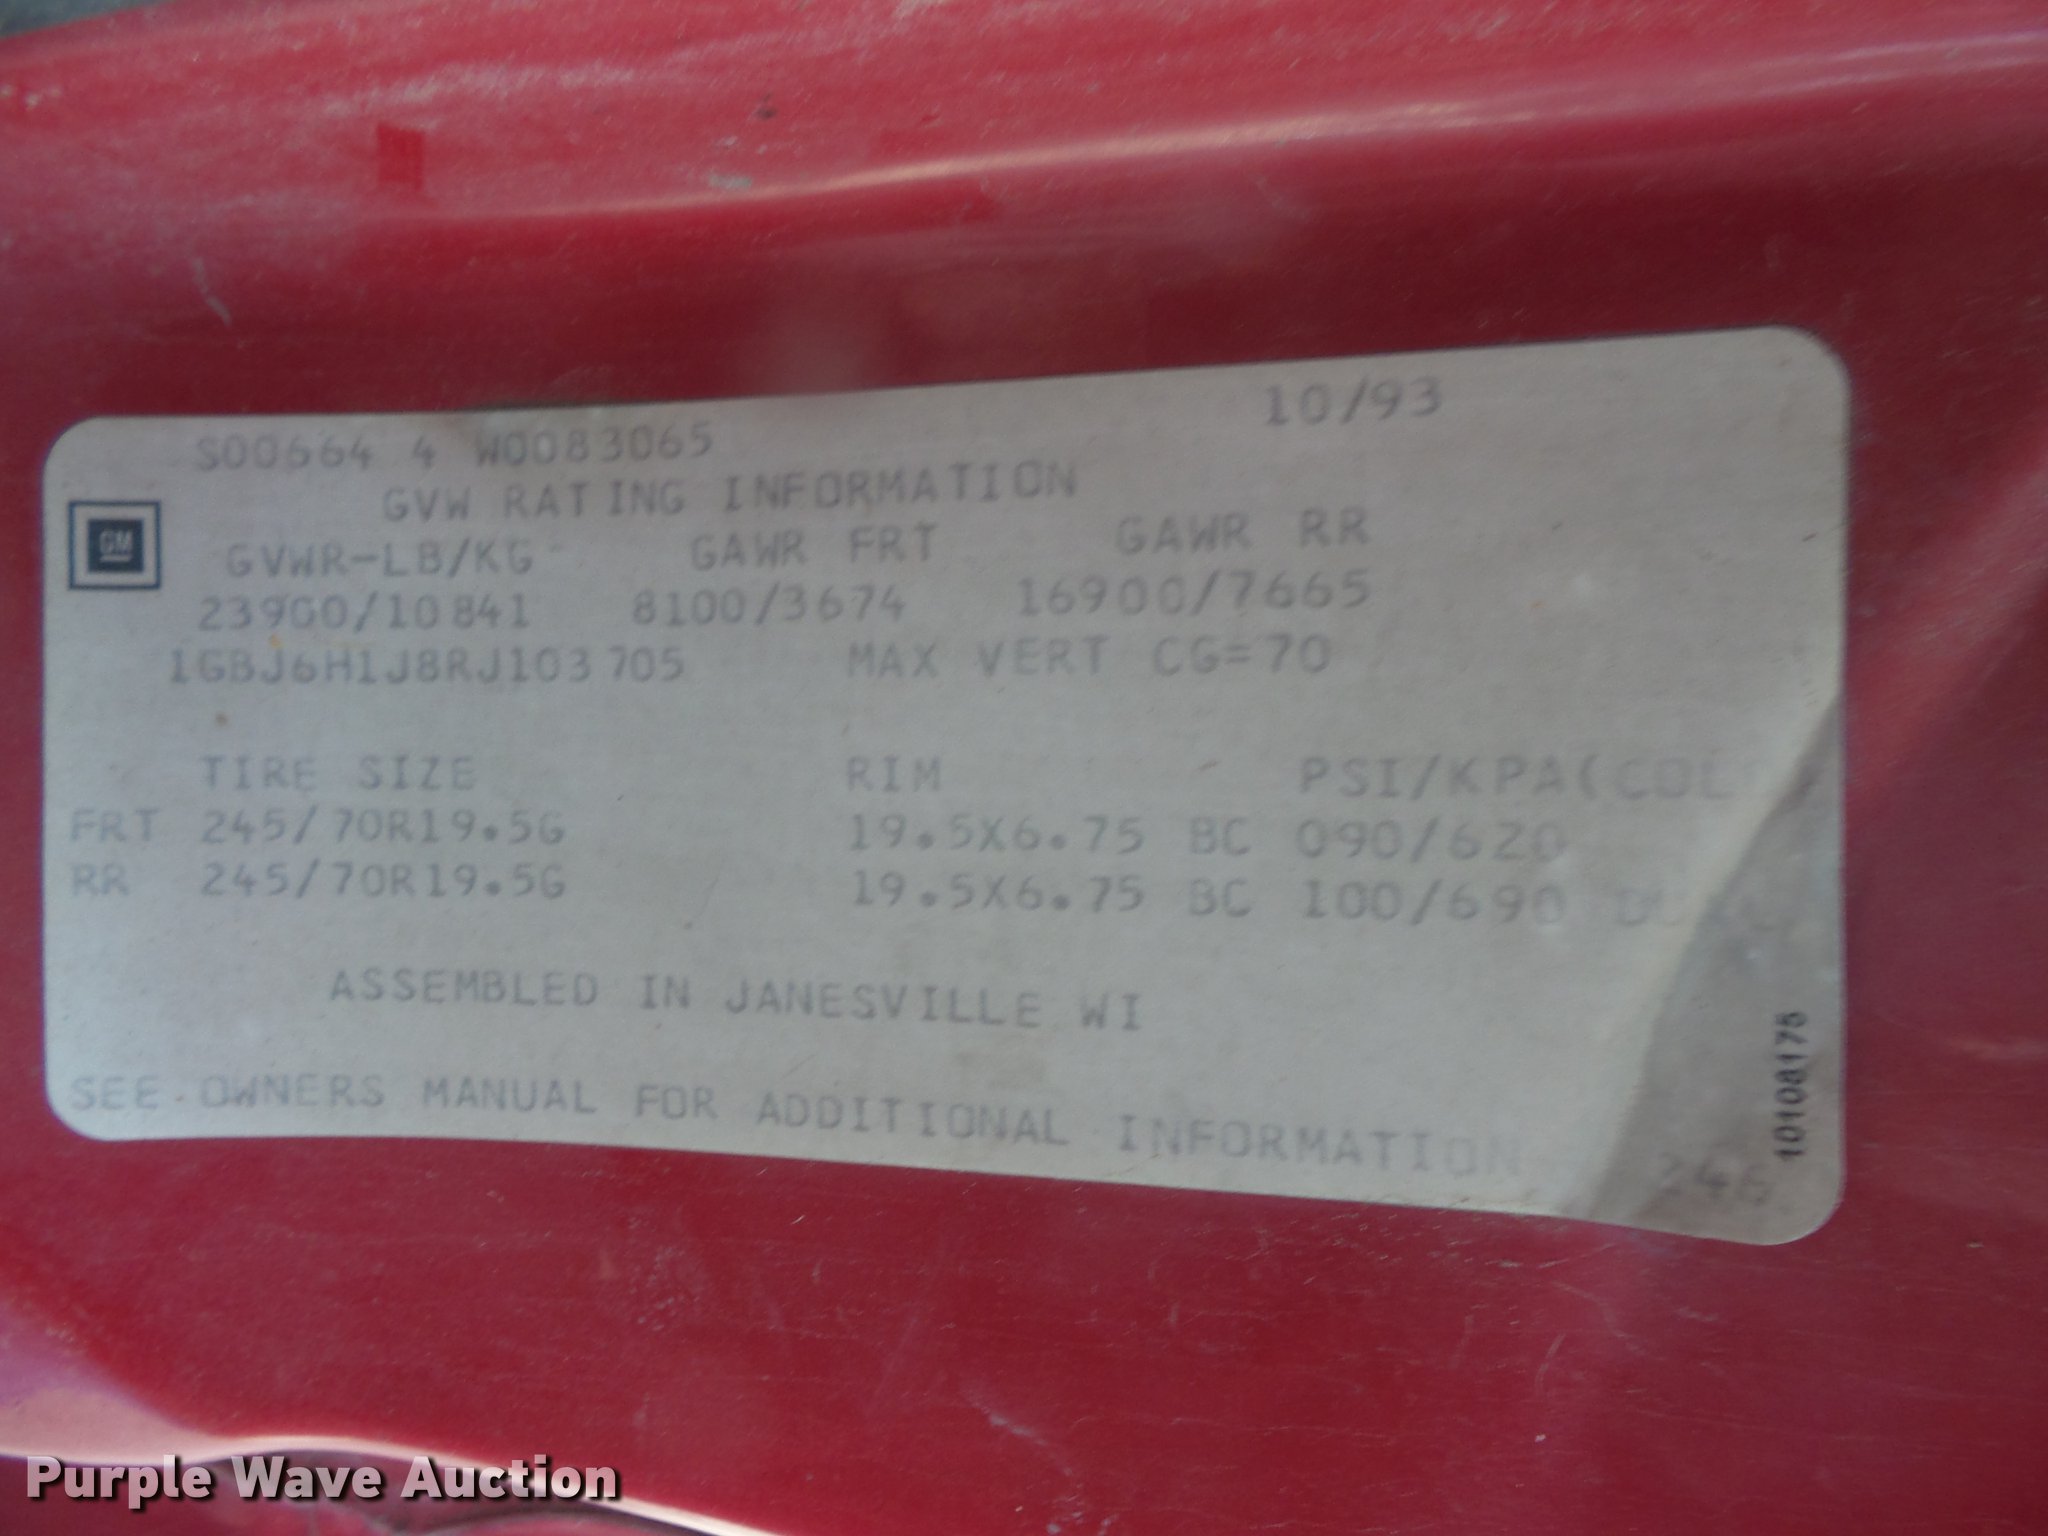 S00664 4 W0083065 10/93
GVW RATING INFORMATION
GM
GVWR-LB/KG GAWR FRT GAWR RR
23900/10841 8100/3674 16900/7665
1GBJ6H1J8RJ103705 MAX VERT CG=70
TIRE SIZE RIM PSI/KPA(COL
FRT 245/70R19.5G 19.5X6.75 BC 090/620
RR 245/70R19.5G 19.5X6.75 BC 100/690
ASSEMBLED IN JANESVILLE WI
SEE OWNERS MANUAL FOR ADDITIONAL INFORMATION
10108175
Purple Wave Auction